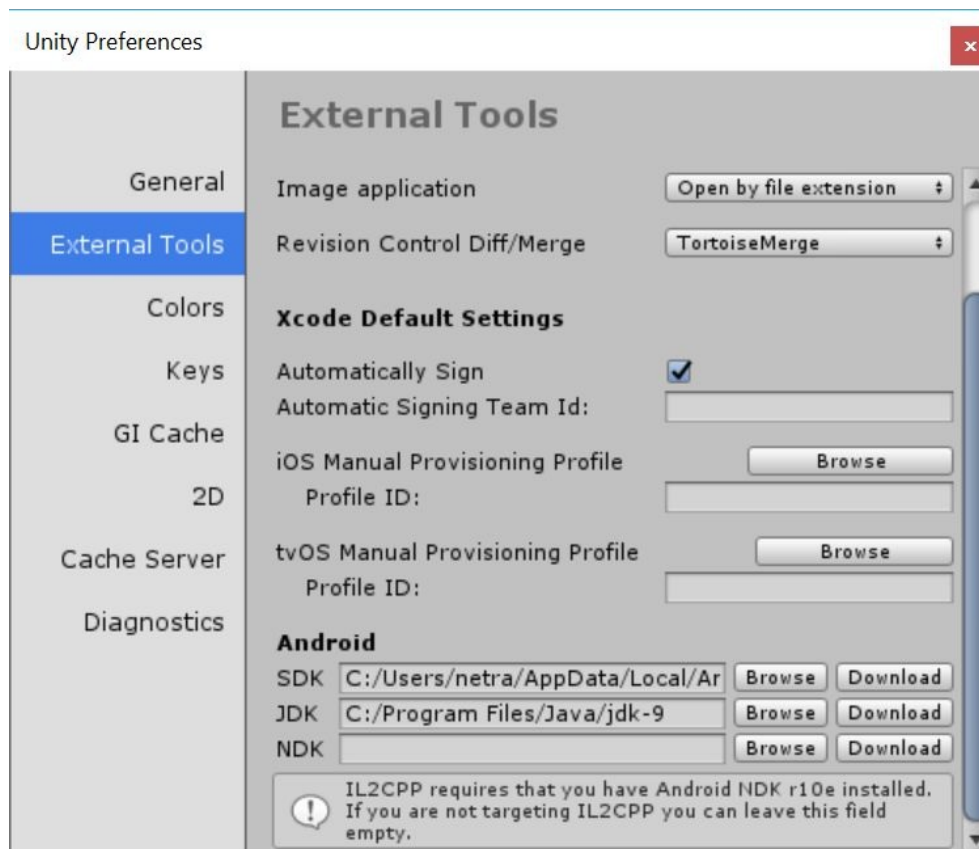 Unity Preferences
x
External Tools
General
External Tools
Colors
Keys
GI Cache
2D
Cache Server
Diagnostics
Image application Open by file extension
Revision Control Diff/Merge TortoiseMerge
Xcode Default Settings
Automatically Sign
Automatic Signing Team Id:
iOS Manual Provisioning Profile Browse
Profile ID:
tvOS Manual Provisioning Profile Browse
Profile ID:
Android
SDK C:/Users/netra/AppData/Local/Ar Browse Download
JDK C:/Program Files/Java/jdk-9 Browse Download
NDK Browse Download
IL2CPP requires that you have Android NDK r10e installed.
If you are not targeting IL2CPP you can leave this field
empty.